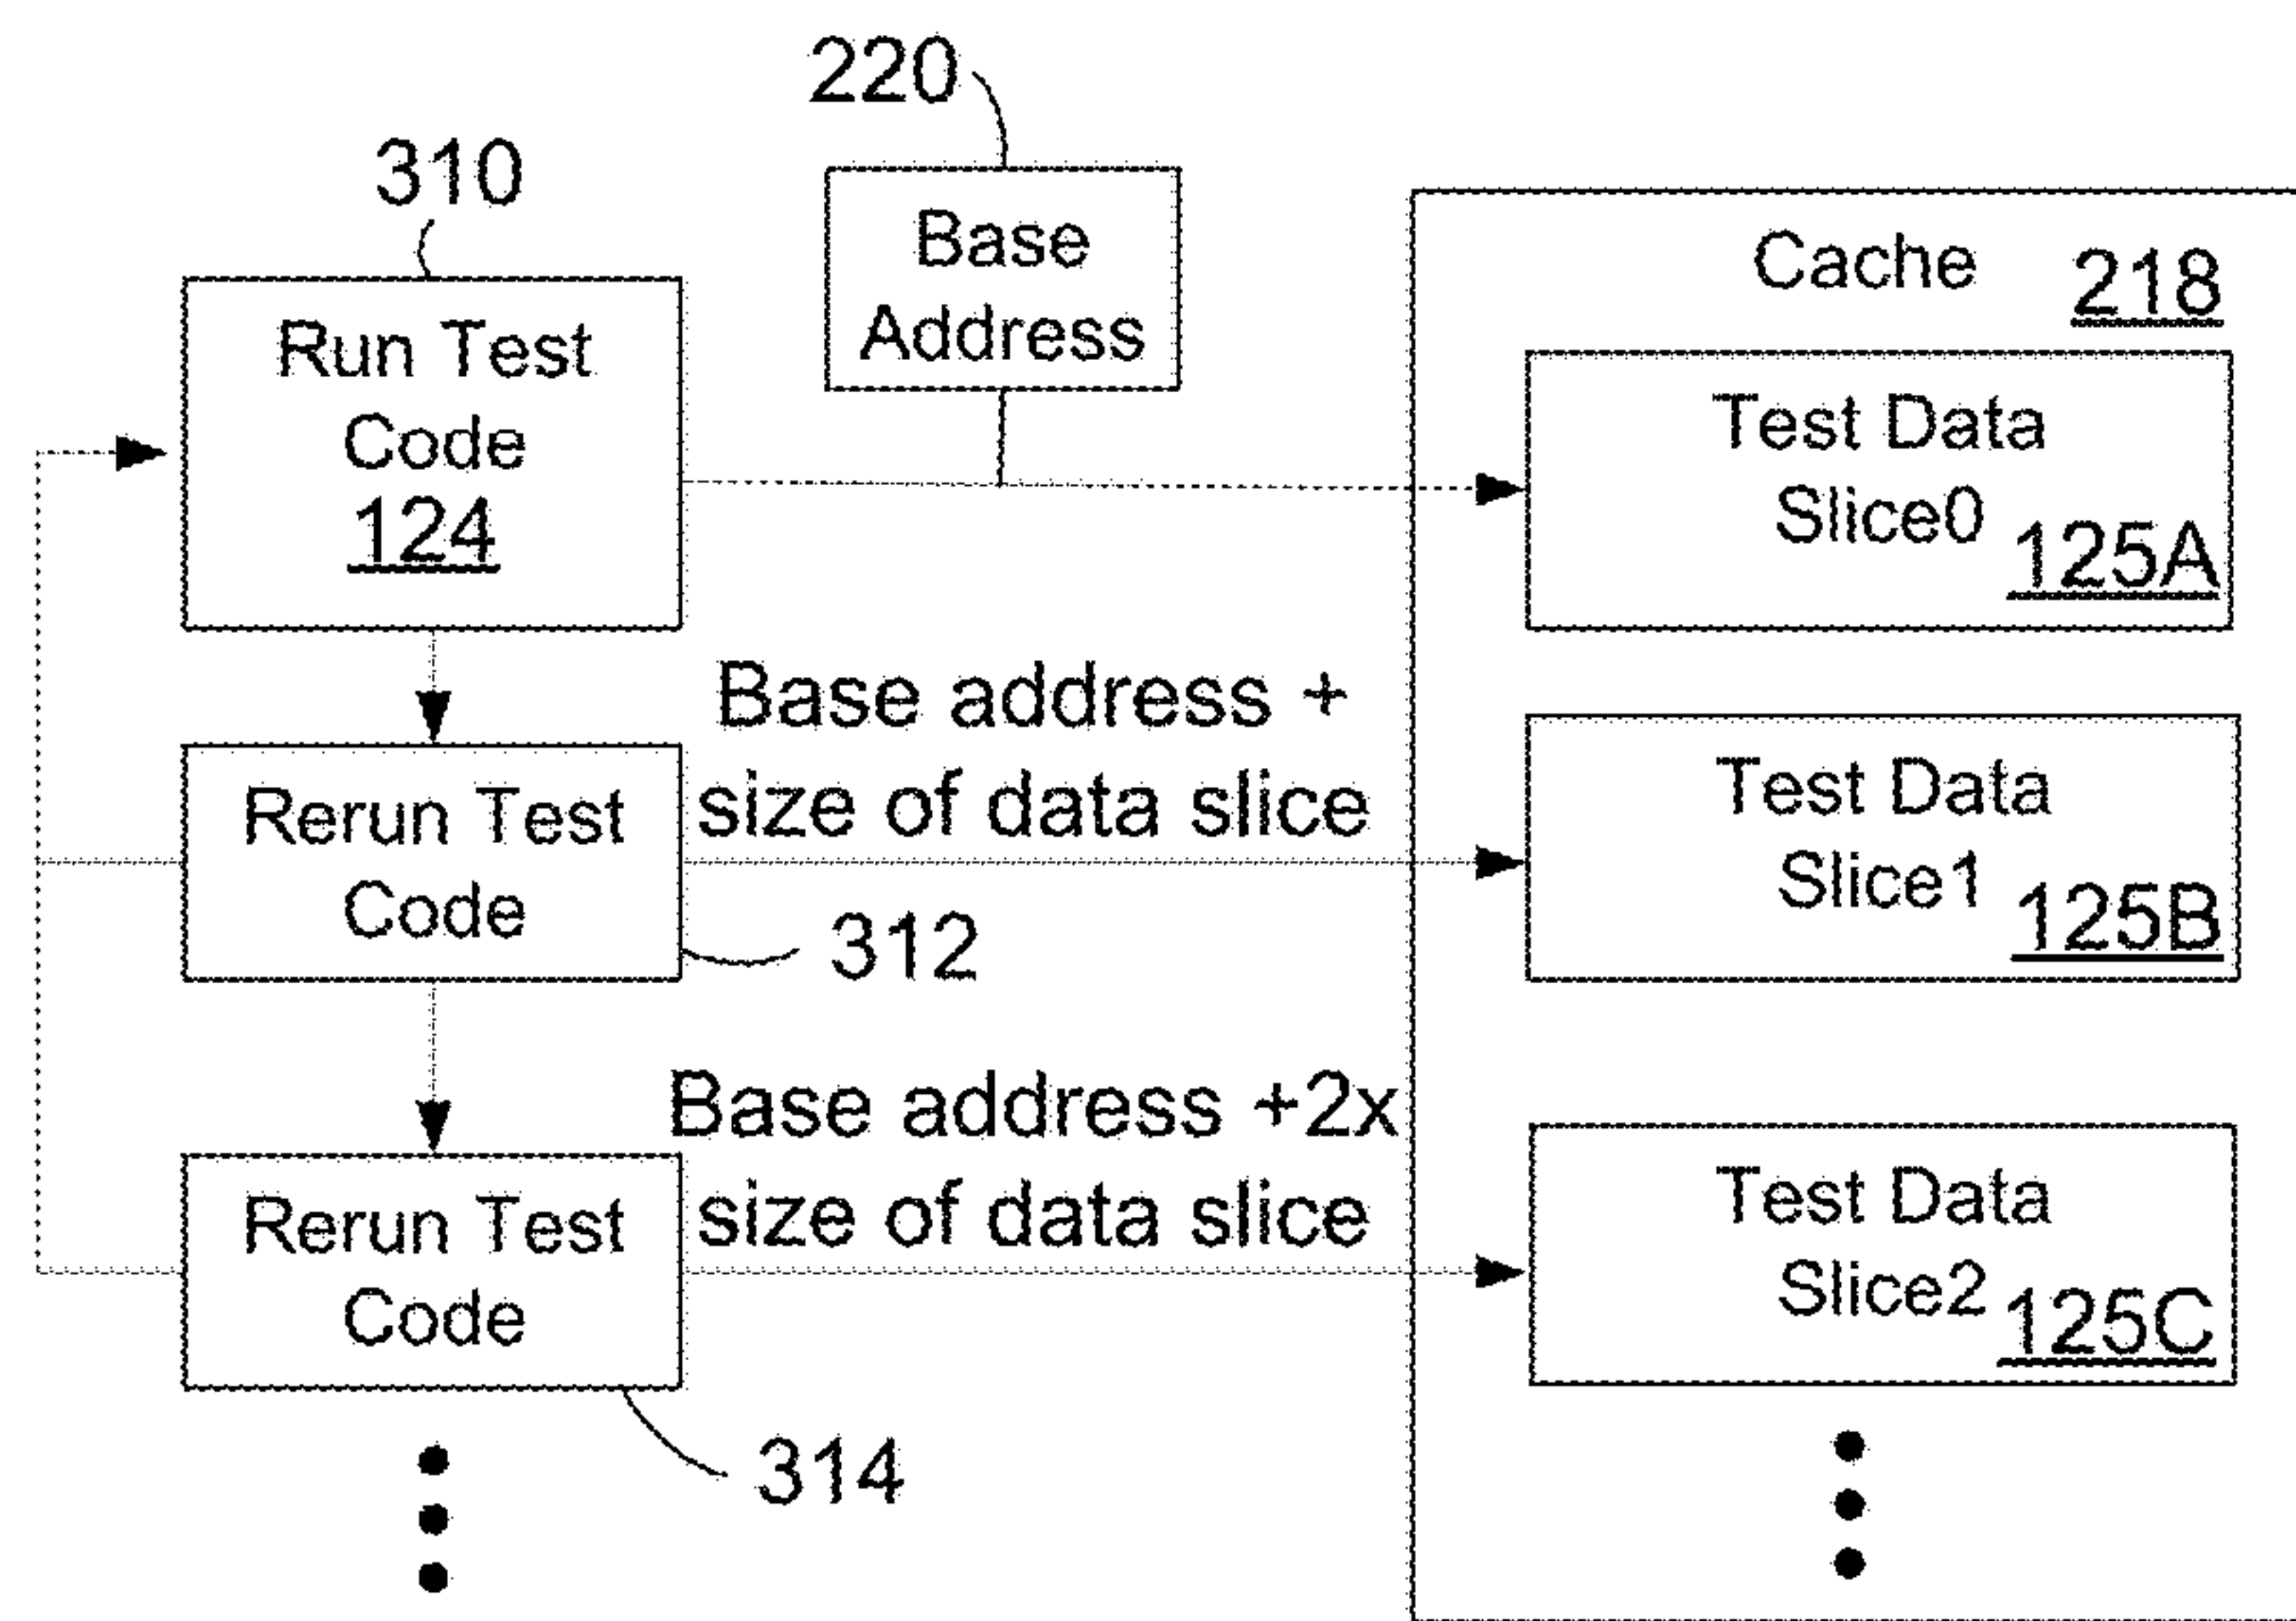 220
310
Base
Address
Cache 218
Run Test
Code
124
Test Data
Slice0 125A
Base address +
size of data slice
Rerun Test
Code
312
Test Data
Slice1 125B
Base address +2x
size of data slice
Rerun Test
Code
314
Test Data
Slice2 125C